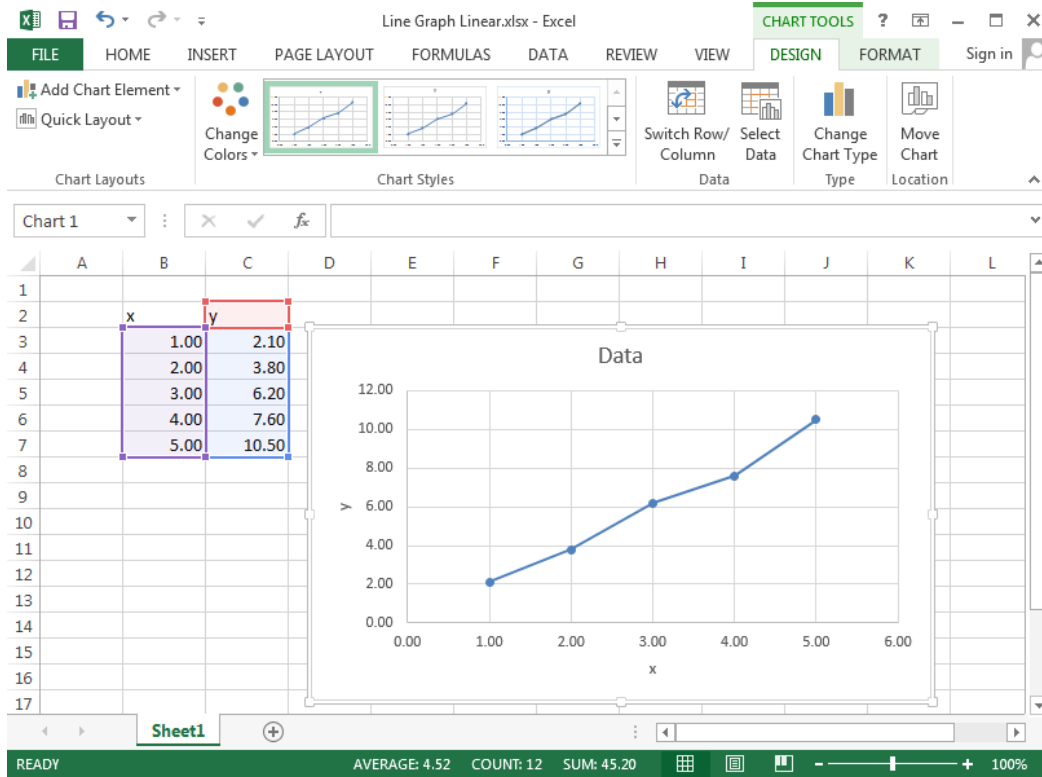 Line Graph Linear.xlsx - Excel
CHART TOOLS
?
FILE HOME INSERT PAGE LAYOUT FORMULAS DATA REVIEW VIEW DESIGN FORMAT Sign in
Add Chart Element
Quick Layout
Change
Colors
Switch Row/
Column
Select
Data
Change
Chart Type
Move
Chart
Chart Layouts
Chart Styles
Data
Type
Location
Chart 1
fx
A B C D E F G H I J K L
1
2 x y
3 1.00 2.10
4 2.00 3.80
5 3.00 6.20
6 4.00 7.60
7 5.00 10.50
8
9
10
11
12
13
14
15
16
17
Data
12.00
10.00
8.00
6.00
4.00
2.00
0.00
y
0.00 1.00 2.00 3.00 4.00 5.00 6.00
x
Sheet1
READY AVERAGE: 4.52 COUNT: 12 SUM: 45.20 100%